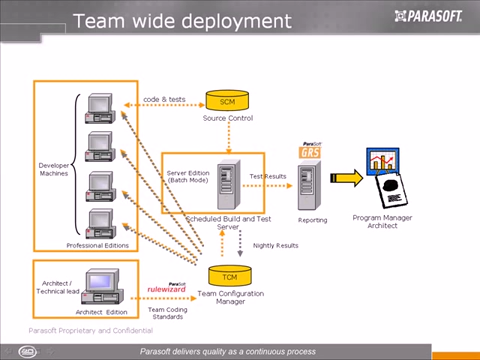 Team wide deployment
PARASOFT.
code & tests
SCM
Source Control
Developer
Machines
Server Edition
(Batch Mode)
Test Results
ParaSoft
GRS
Scheduled Build and Test
Server
Reporting
Program Manager
Architect
Professional Editions
Nightly Results
Architect /
Technical lead
Architect Edition
ParaSoft
rulewizard
Team Coding
Standards
TCM
Team Configuration
Manager
Parasoft Proprietary and Confidential
Parasoft delivers quality as a continuous process